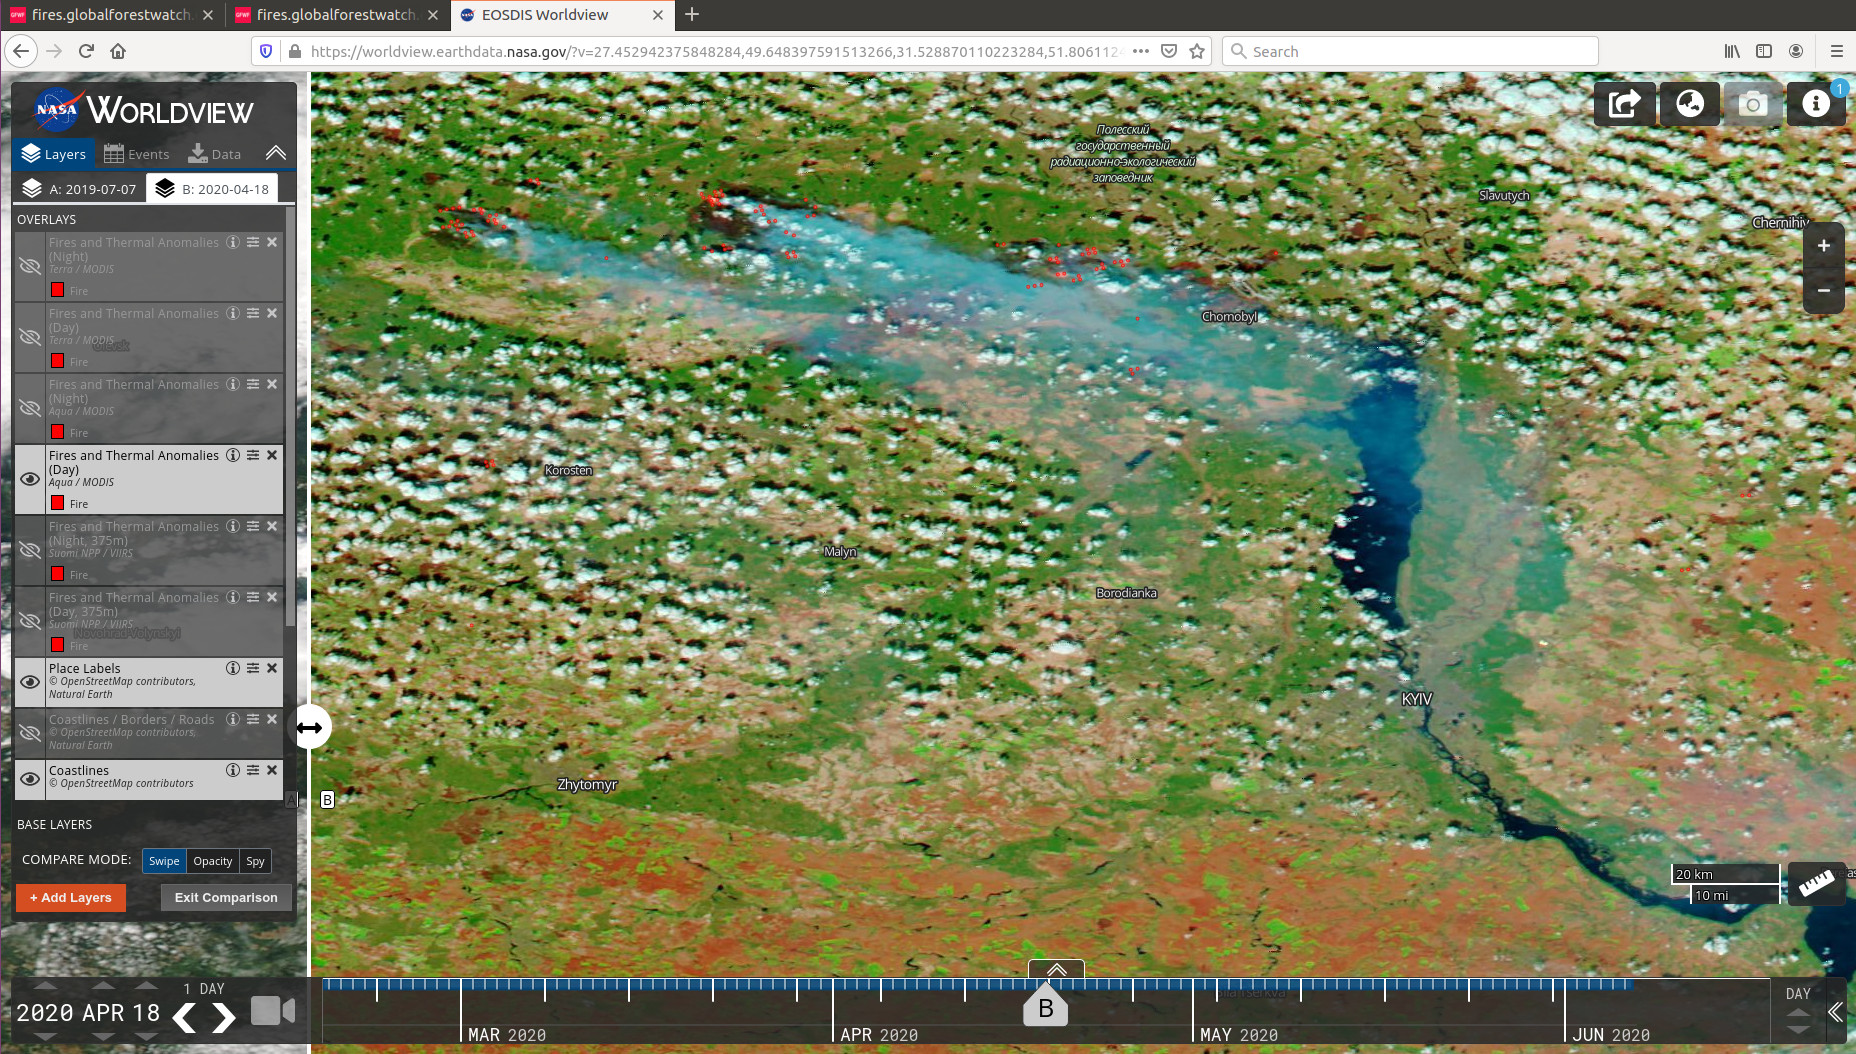 fires.globalforestwatch.
fires.globalforestwatch.
EOSDIS Worldview
https://worldview.earthdata.nasa.gov/?v=27.452942375848284,49.648397591513266,31.528870110223284,51.806112
Search
NASA WORLDVIEW
Layers
Events
Data
A: 2019-07-07
B: 2020-04-18
OVERLAYS
Fires and Thermal Anomalies
(Night)
Terra / MODIS
Fire
Fires and Thermal Anomalies
(Day)
Terra / MODIS
Fire
Fires and Thermal Anomalies
(Night)
Aqua / MODIS
Fire
Fires and Thermal Anomalies
(Day)
Aqua / MODIS
Fire
Fires and Thermal Anomalies
(Night, 375m)
Suomi NPP / VIIRS
Fire
Fires and Thermal Anomalies
(Day, 375m)
Suomi NPP / VIIRS
Novohrad-Volynskyi
Fire
Place Labels
© OpenStreetMap contributors,
Natural Earth
Coastlines / Borders / Roads
© OpenStreetMap contributors,
Natural Earth
Coastlines
© OpenStreetMap contributors
A
B
BASE LAYERS
COMPARE MODE:
Swipe
Opacity
Spy
+ Add Layers
Exit Comparison
1
Полесский
государственный
радиационно-экологический
заповедник
Slavutych
Chernihiv
Chornobyl
Korosten
Malyn
Borodianka
KYIV
Zhytomyr
20 km
10 mi
1 DAY
2020 APR 18
B
MAR 2020
APR 2020
MAY 2020
JUN 2020
DAY